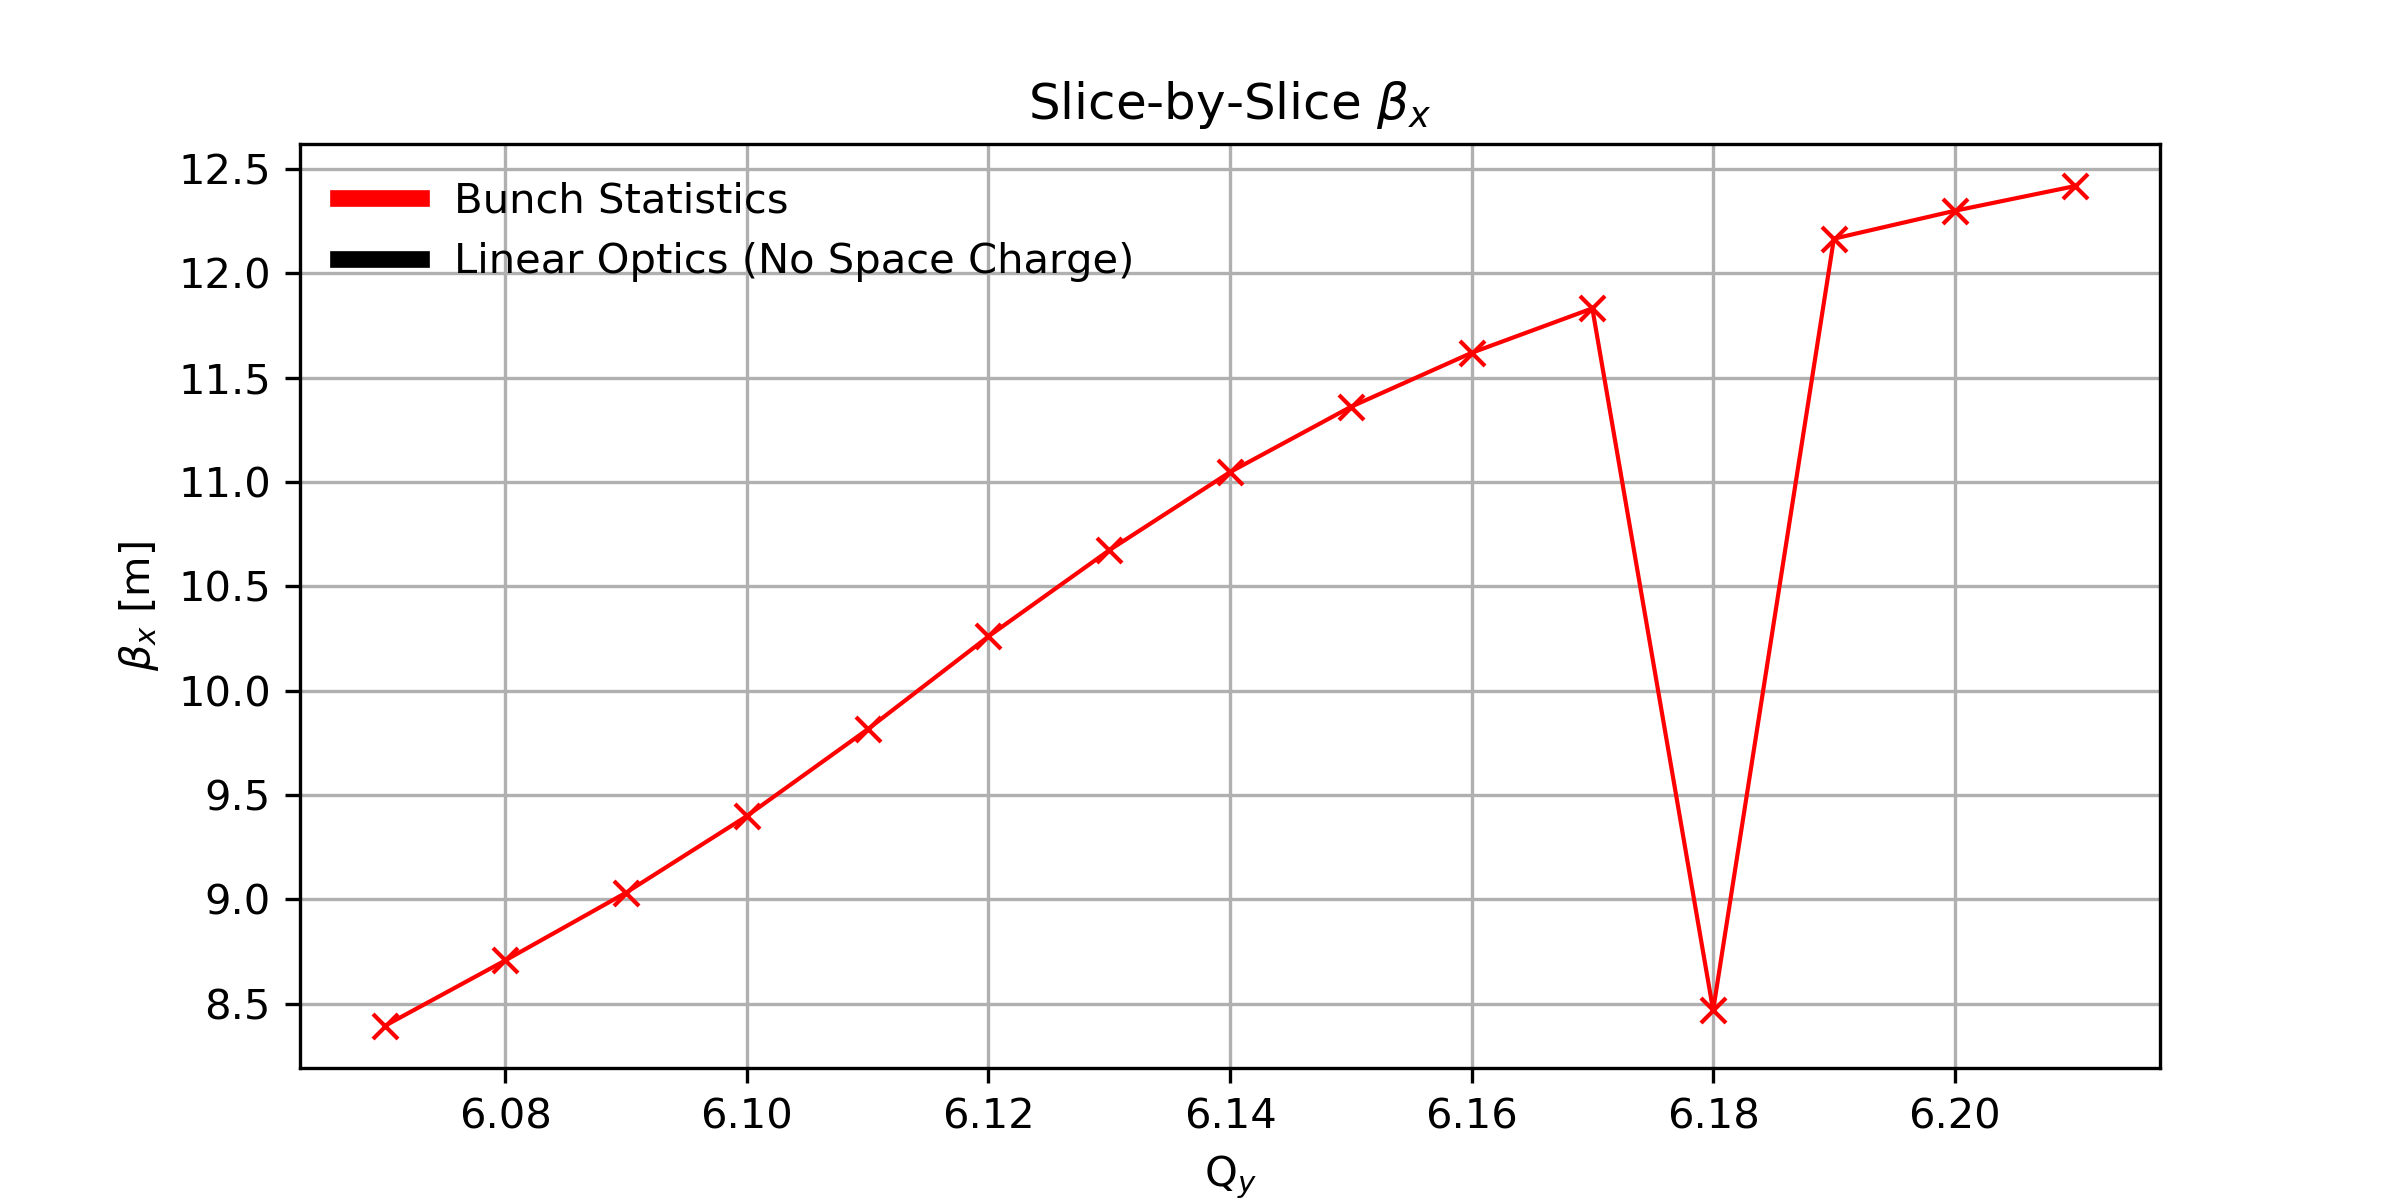 Slice-by-Slice βx
12.5
12.0
11.5
11.0
10.5
10.0
9.5
9.0
8.5
βx [m]
Bunch Statistics
Linear Optics (No Space Charge)
6.08 6.10 6.12 6.14 6.16 6.18 6.20
Qy